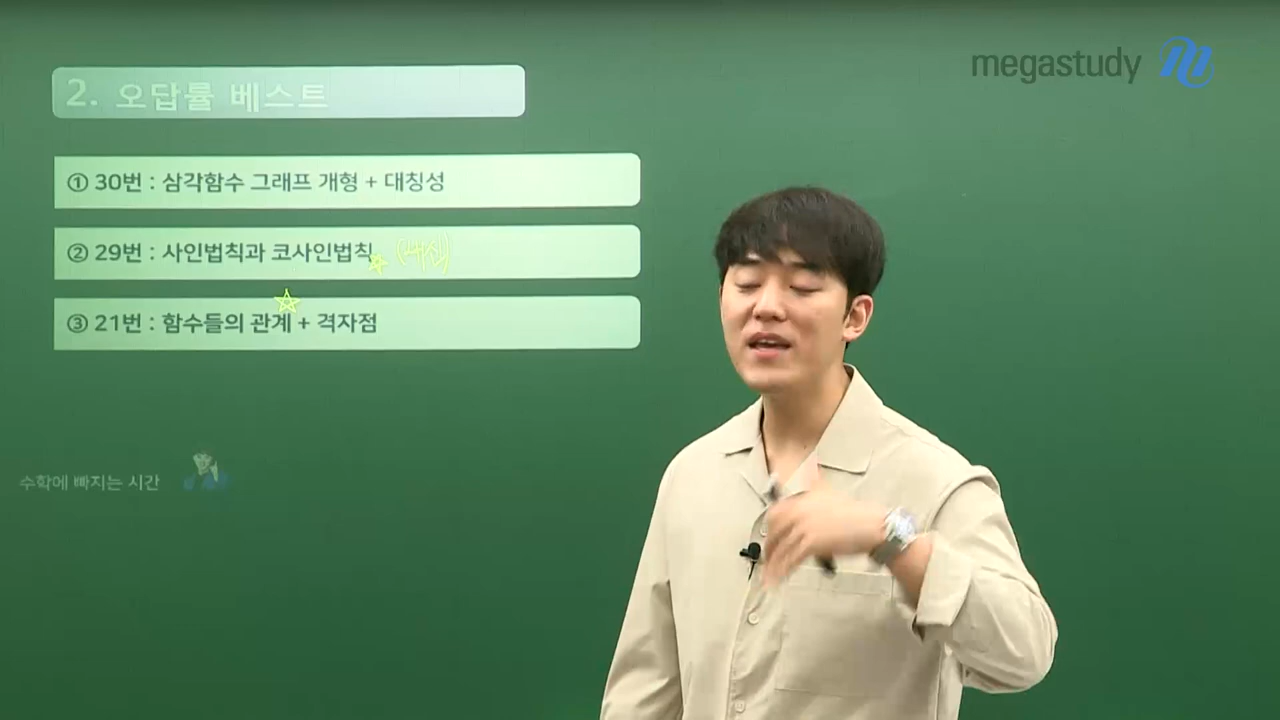 megastudy
2. 오답률 베스트
① 30번 : 삼각함수 그래프 개형 + 대칭성
② 29번 : 사인법칙과 코사인법칙 (내신)
③ 21번 : 함수들의 관계 + 격자점
수학에 빠지는 시간